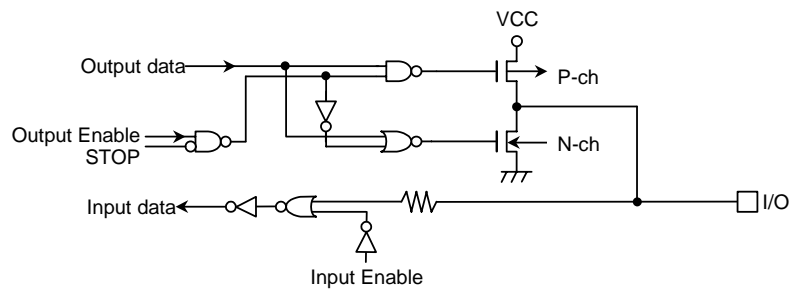 VCC
Output data
P-ch
Output Enable
STOP
N-ch
Input data
I/O
Input Enable